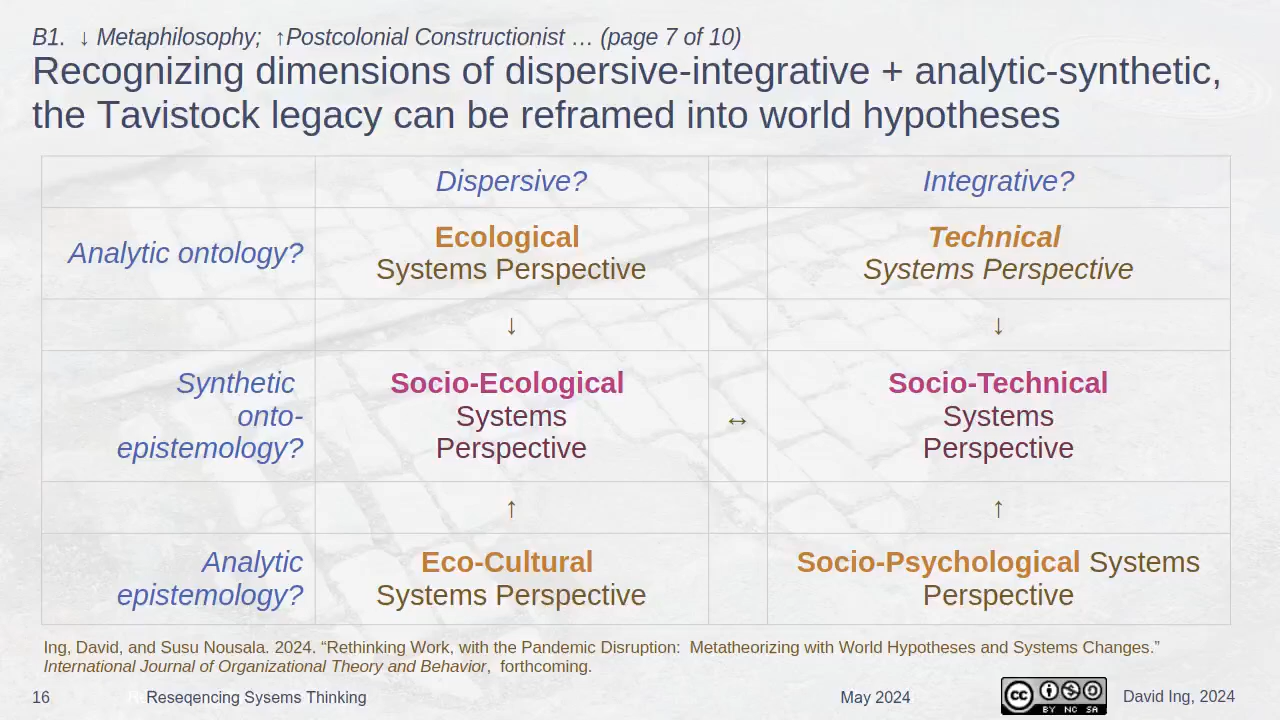 B1. ↓ Metaphilosophy; ↑Postcolonial Constructionist … (page 7 of 10)
Recognizing dimensions of dispersive-integrative + analytic-synthetic,
the Tavistock legacy can be reframed into world hypotheses
Dispersive?
Integrative?
Analytic ontology?
Ecological
Systems Perspective
Technical
Systems Perspective
↓
↓
Synthetic
onto-
epistemology?
Socio-Ecological
Systems
Perspective
↔
Socio-Technical
Systems
Perspective
↑
↑
Analytic
epistemology?
Eco-Cultural
Systems Perspective
Socio-Psychological Systems
Perspective
Ing, David, and Susu Nousala. 2024. “Rethinking Work, with the Pandemic Disruption: Metatheorizing with World Hypotheses and Systems Changes.”
International Journal of Organizational Theory and Behavior, forthcoming.
16
Reseqencing Sysems Thinking
May 2024
cc
BY NC SA
David Ing, 2024